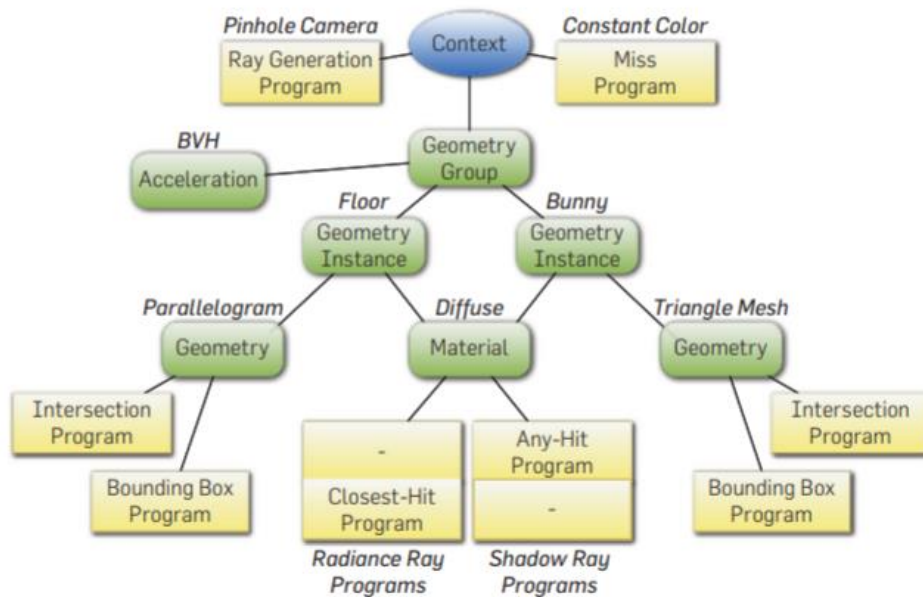 Pinhole Camera
Constant Color
Context
Ray Generation
Program
Miss
Program
BVH
Acceleration
Geometry
Group
Floor
Bunny
Geometry
Instance
Geometry
Instance
Parallelogram
Diffuse
Triangle Mesh
Geometry
Material
Geometry
Intersection
Program
Bounding Box
Program
-
Closest-Hit
Program
Any-Hit
Program
-
Intersection
Program
Bounding Box
Program
Radiance Ray
Programs
Shadow Ray
Programs